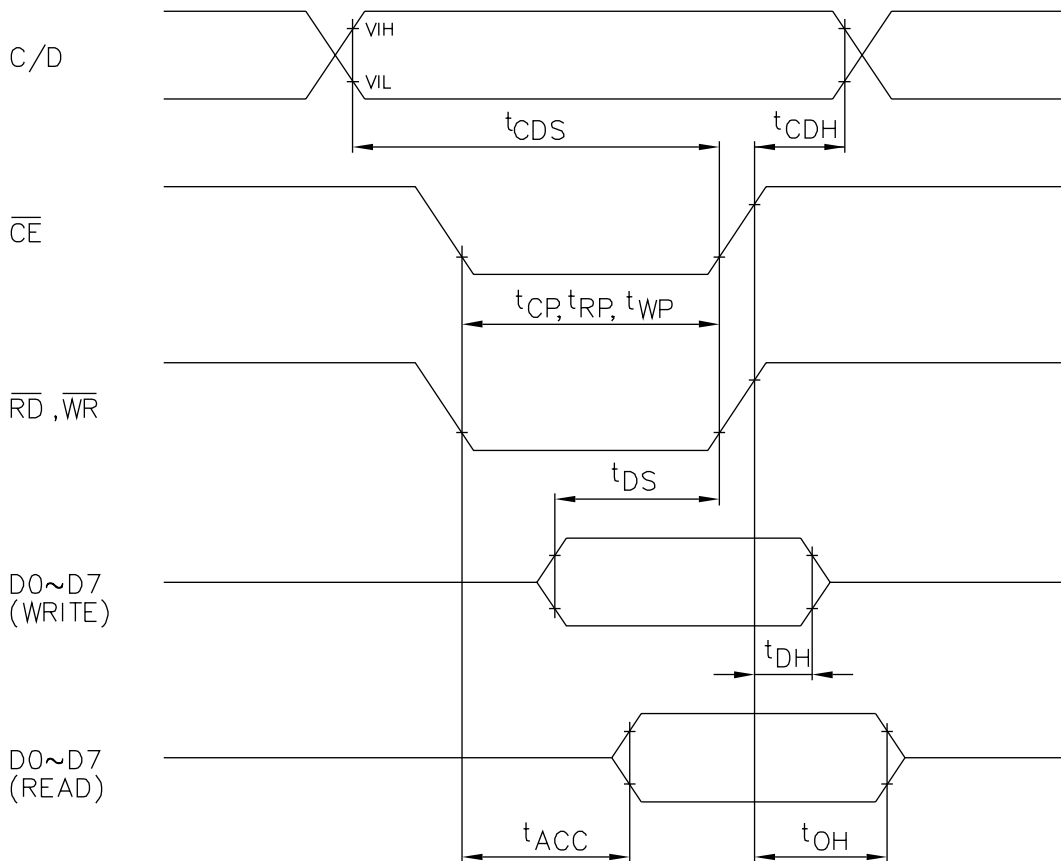 C/D
VIH
VIL
tCDS
tCDH
CE
tCP, tRP, tWP
RD, WR
tDS
D0~D7
(WRITE)
tDH
D0~D7
(READ)
tACC
tOH